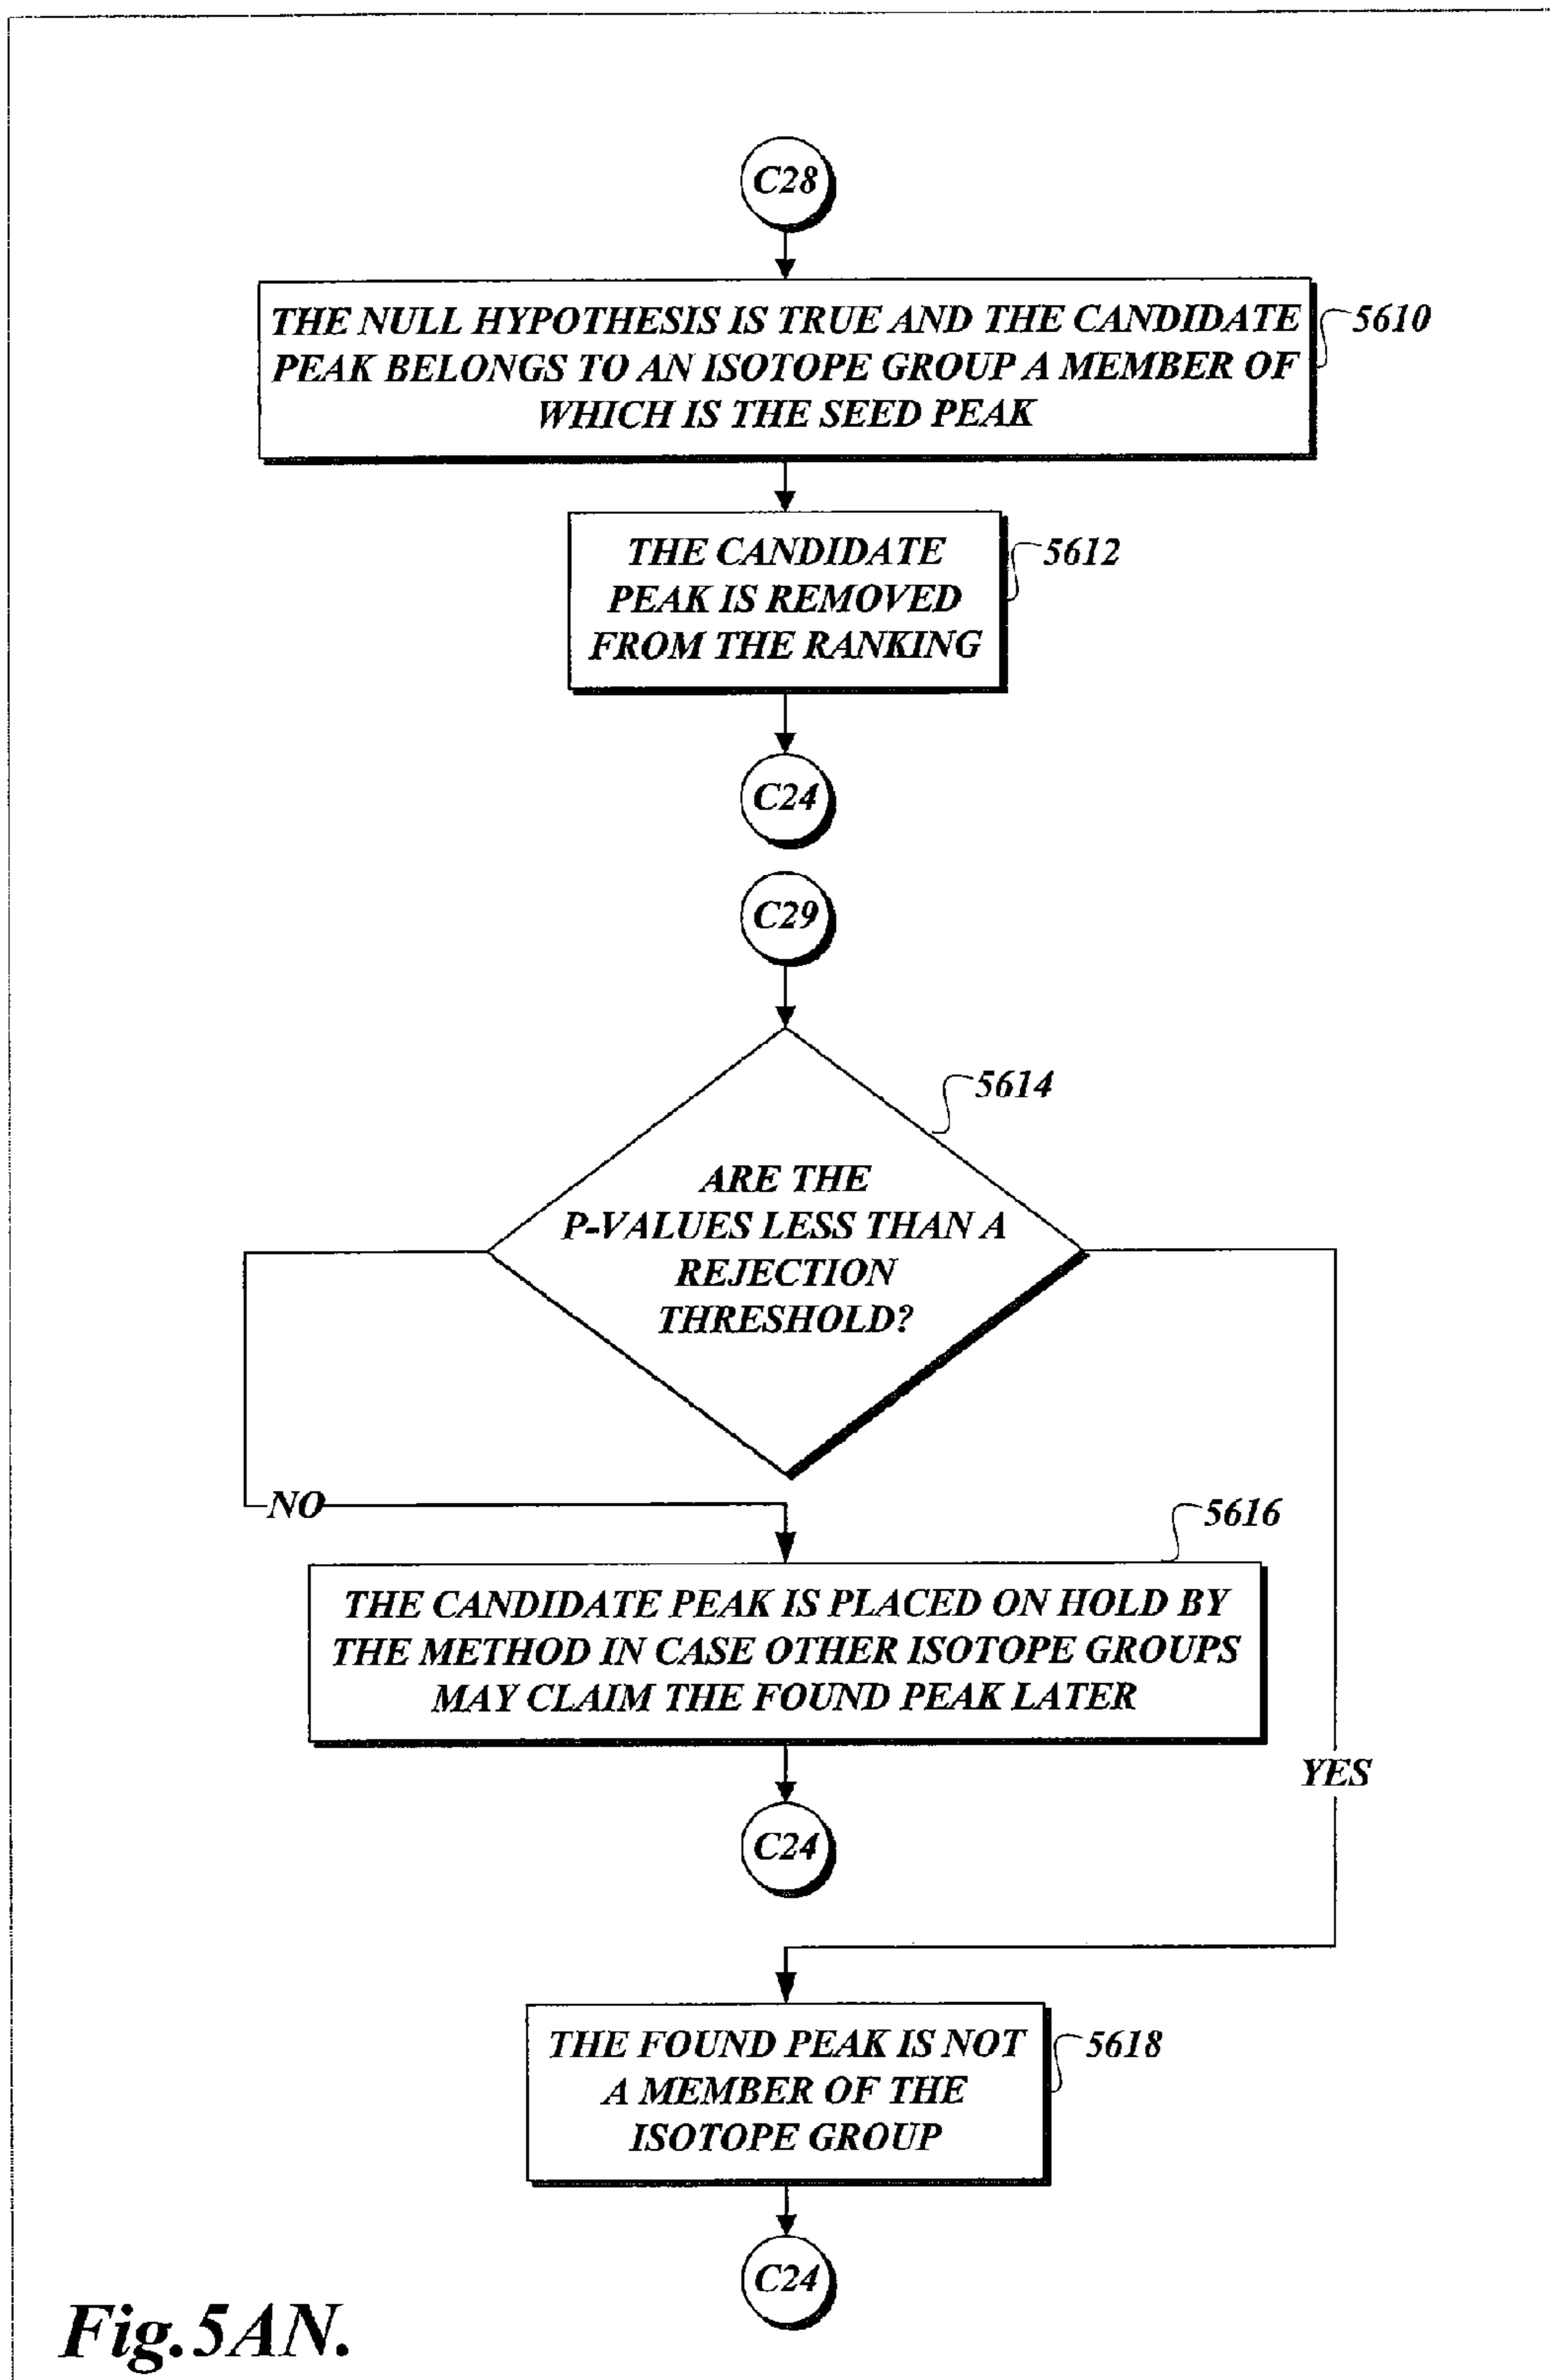 C28
THE NULL HYPOTHESIS IS TRUE AND THE CANDIDATE
PEAK BELONGS TO AN ISOTOPE GROUP A MEMBER OF
WHICH IS THE SEED PEAK
5610
THE CANDIDATE
PEAK IS REMOVED
FROM THE RANKING
5612
C24
C29
5614
ARE THE
P-VALUES LESS THAN A
REJECTION
THRESHOLD?
NO
5616
THE CANDIDATE PEAK IS PLACED ON HOLD BY
THE METHOD IN CASE OTHER ISOTOPE GROUPS
MAY CLAIM THE FOUND PEAK LATER
YES
C24
THE FOUND PEAK IS NOT
A MEMBER OF THE
ISOTOPE GROUP
5618
C24
Fig.5AN.